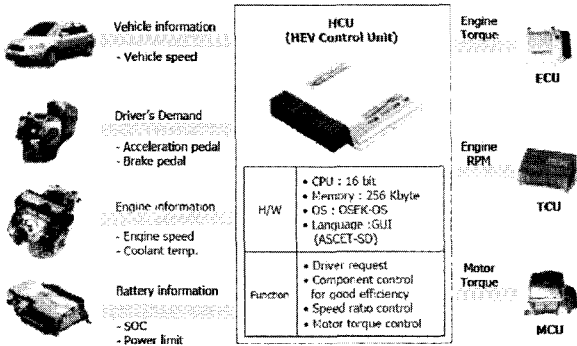 Vehicle information
- Vehicle speed
Driver's Demand
- Acceleration pedal
- Brake pedal
Engine information
- Engine speed
- Coolant temp.
Battery information
- SOC
- Power limit
HCU
(HEV Control Unit)
H/W
• CPU : 16 bit
• Memory : 256 Kbyte
• OS : OSEK-OS
• Language :GUI
(ASCET-SD)
Function
• Driver request
• Component control
for good efficiency
• Speed ratio control
• Motor torque control
Engine
Torque
ECU
Engine
RPM
TCU
Motor
Torque
MCU